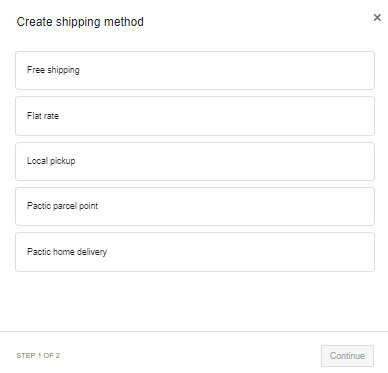 Create shipping method
Free shipping
Flat rate
Local pickup
Pactic parcel point
Pactic home delivery
STEP 1 OF 2
Continue